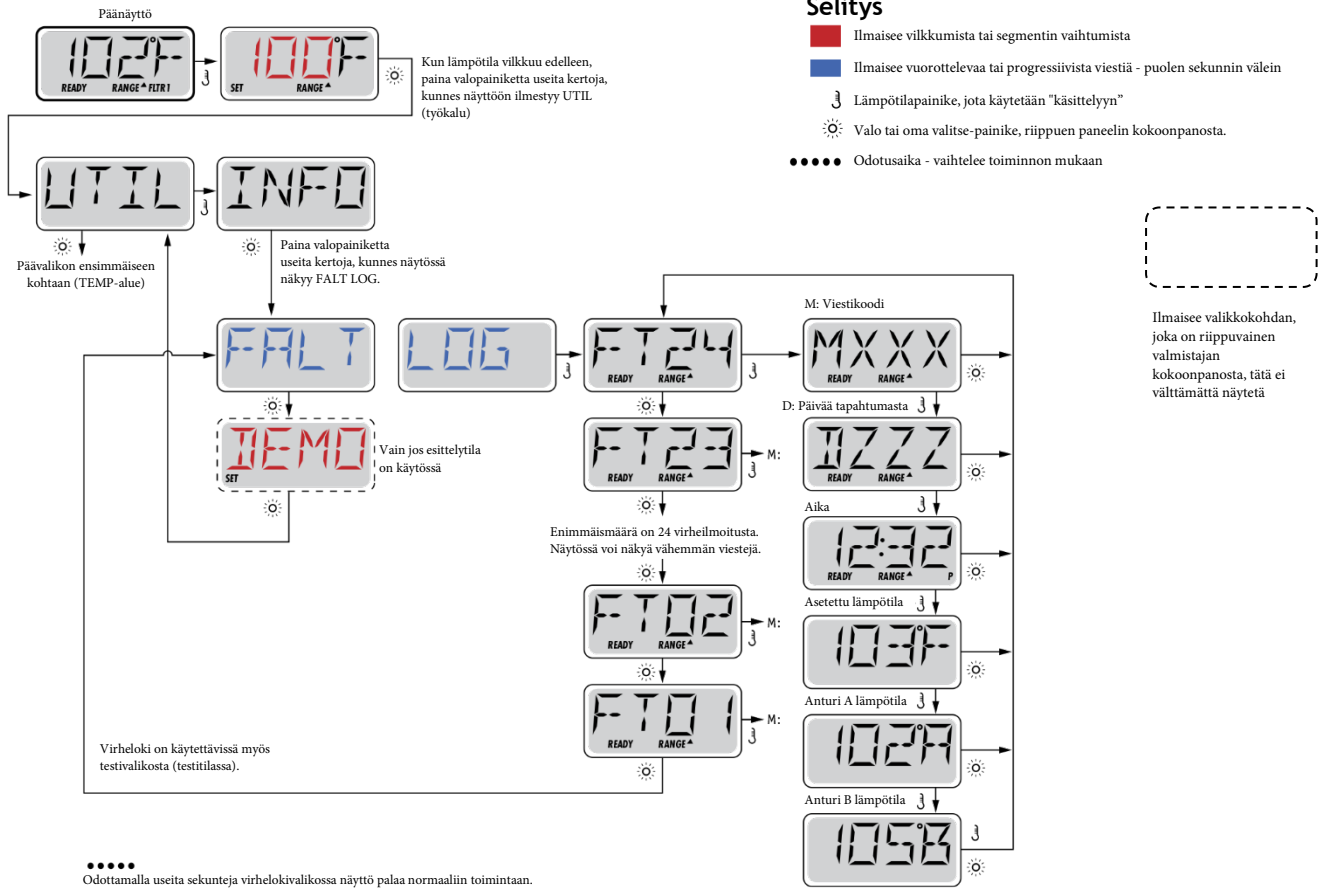 Päänäyttö
102°F
READY RANGE FLTR1
100°F
SET RANGE
Kun lämpötila vilkkuu edelleen,
paina valopainiketta useita kertoja,
kunnes näyttöön ilmestyy UTIL
(työkalu)
Selitys
Ilmaisee vilkkumista tai segmentin vaihtumista
Ilmaisee vuorottelevaa tai progressiivista viestiä - puolen sekunnin välein
Lämpötilapainike, jota käytetään "käsittelyyn”
Valo tai oma valitse-painike, riippuen paneelin kokoonpanosta.
Odotusaika - vaihtelee toiminnon mukaan
UTIL
INFO
Päävalikon ensimmäiseen
kohtaan (TEMP-alue)
Paina valopainiketta
useita kertoja, kunnes näytössä
näkyy FALT LOG.
Ilmaisee valikkokohdan,
joka on riippuvainen
valmistajan
kokoonpanosta, tätä ei
välttämättä näytetä
FALT
LOG
FT24
READY RANGE
M: Viestikoodi
MXXX
READY RANGE
DEMO
SET
Vain jos esittelytila
on käytössä
FT23
READY RANGE
M:
D: Päivää tapahtumasta
DZZZ
READY RANGE
Enimmäismäärä on 24 virheilmoitusta.
Näytössä voi näkyä vähemmän viestejä.
Aika
12:32
READY RANGE P
FT02
READY RANGE
M:
Asetettu lämpötila
103°F
FT01
READY RANGE
M:
Anturi A lämpötila
102°A
Anturi B lämpötila
105°B
Virheloki on käytettävissä myös
testivalikosta (testitilassa).
Odottamalla useita sekunteja virhelokivalikossa näyttö palaa normaaliin toimintaan.